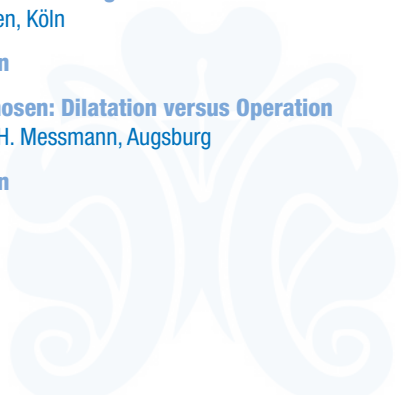 en, Köln
n
osen: Dilatation versus Operation
H. Messmann, Augsburg
n